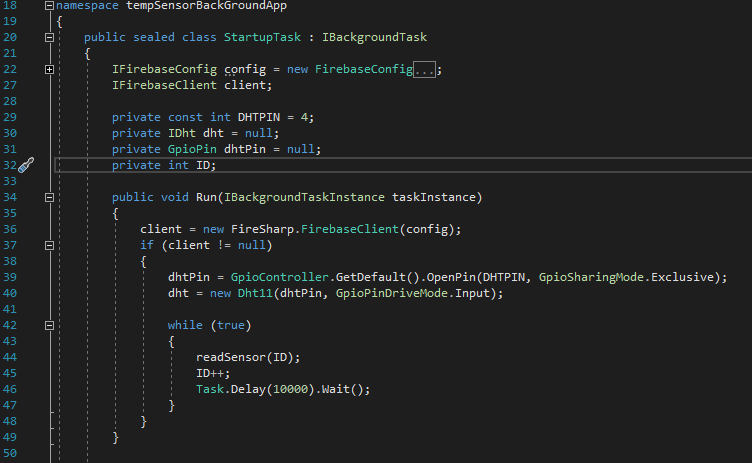 18 namespace tempSensorBackGroundApp
19 {
20 public sealed class StartupTask : IBackgroundTask
21 {
22 IFirebaseConfig config = new FirebaseConfig...;
27 IFirebaseClient client;
28
29 private const int DHTPIN = 4;
30 private IDht dht = null;
31 private GpioPin dhtPin = null;
32 private int ID;
33
34 public void Run(IBackgroundTaskInstance taskInstance)
35 {
36 client = new FireSharp.FirebaseClient(config);
37 if (client != null)
38 {
39 dhtPin = GpioController.GetDefault().OpenPin(DHTPIN, GpioSharingMode.Exclusive);
40 dht = new Dht11(dhtPin, GpioPinDriveMode.Input);
41
42 while (true)
43 {
44 readSensor(ID);
45 ID++;
46 Task.Delay(10000).Wait();
47 }
48 }
49 }
50